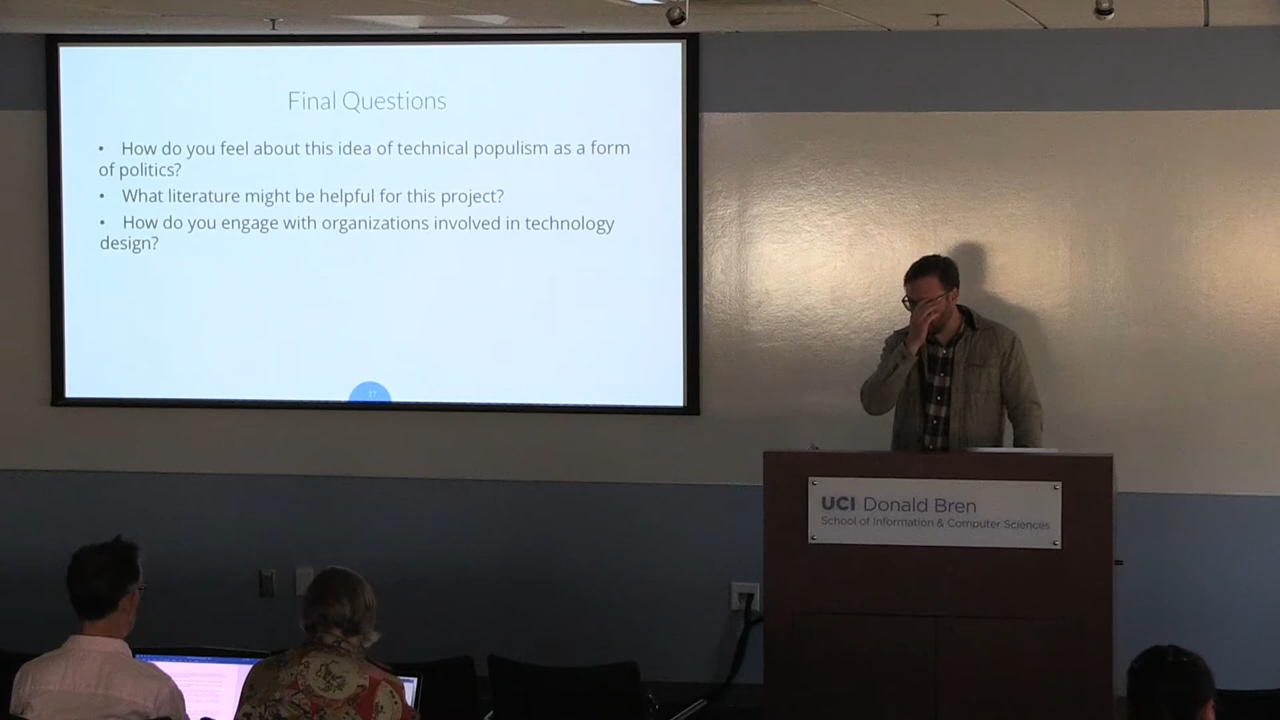 Final Questions
• How do you feel about this idea of technical populism as a form
of politics?
• What literature might be helpful for this project?
• How do you engage with organizations involved in technology
design?
37
UCI Donald Bren
School of Information & Computer Sciences